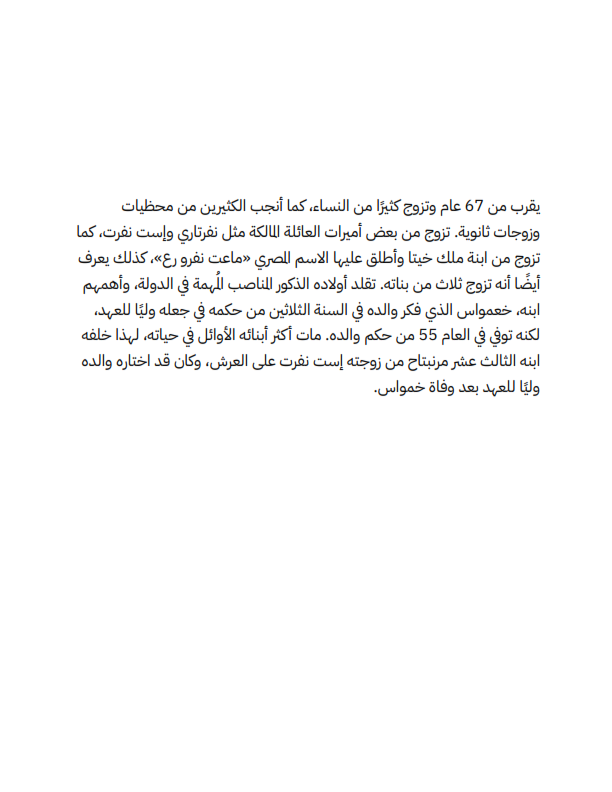 يقرب من 67 عام وتزوج كثيرًا من النساء، كما أنجب الكثيرين من محظيات
وزوجات ثانوية. تزوج من بعض أميرات العائلة المالكة مثل نفرتاري وإست نفرت، كما
تزوج من ابنة ملك خيتا وأطلق عليها الاسم المصري «ماعت نفرو رع»، كذلك يعرف
أيضًا أنه تزوج ثلاث من بناته. تقلد أولاده الذكور المناصب المُهمة في الدولة، وأهمهم
ابنه، خعمواس الذي فكر والده في السنة الثلاثين من حكمه في جعله وليًا للعهد،
لكنه توفي في العام 55 من حكم والده. مات أكثر أبنائه الأوائل في حياته، لهذا خلفه
ابنه الثالث عشر مرنبتاح من زوجته إست نفرت على العرش، وكان قد اختاره والده
وليًا للعهد بعد وفاة خمواس.